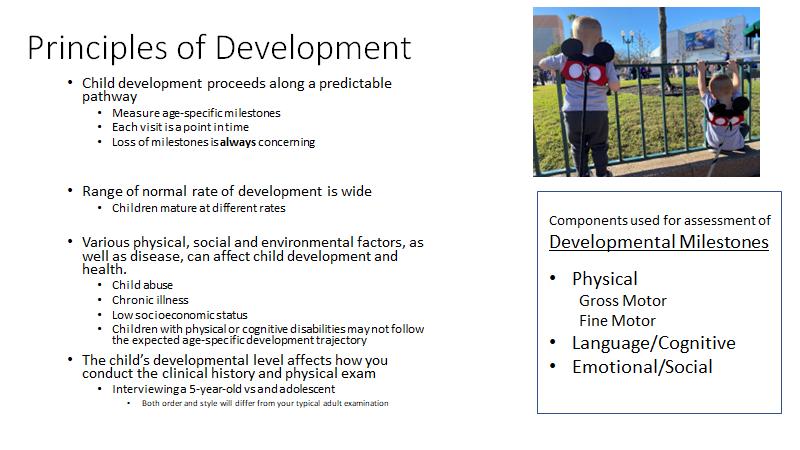 Principles of Development
• Child development proceeds along a predictable
pathway
• Measure age-specific milestones
• Each visit is a point in time
• Loss of milestones is always concerning
• Range of normal rate of development is wide
• Children mature at different rates
• Various physical, social and environmental factors, as
well as disease, can affect child development and
health.
• Child abuse
• Chronic illness
• Low socioeconomic status
• Children with physical or cognitive disabilities may not follow
the expected age-specific development trajectory
• The child’s developmental level affects how you
conduct the clinical history and physical exam
• Interviewing a 5-year-old vs and adolescent
• Both order and style will differ from your typical adult examination
Components used for assessment of
Developmental Milestones
• Physical
Gross Motor
Fine Motor
• Language/Cognitive
• Emotional/Social